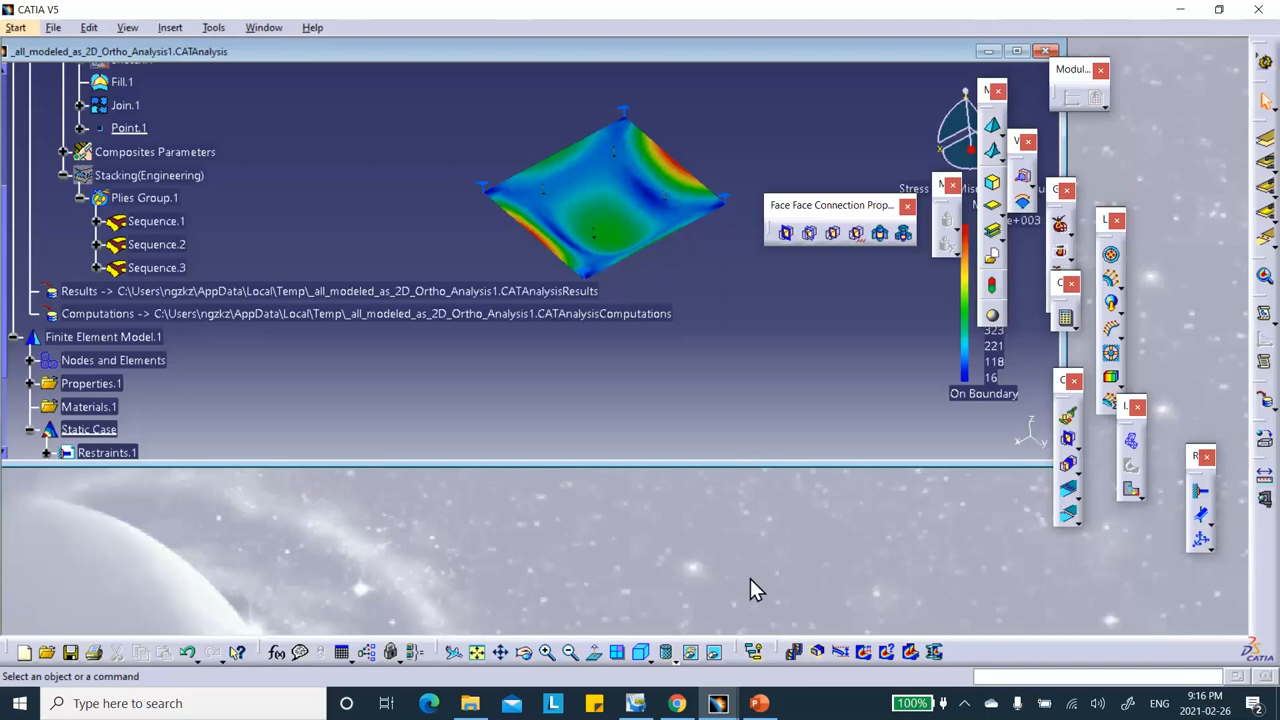 CATIA V5
Start File Edit View Insert Tools Window Help
_all_modeled_as_2D_Ortho_Analysis1.CATAnalysis
Modul...
Fill.1
M
Join.1
Point.1
V
Composites Parameters
Stacking(Engineering)
M
Stress
G
Plies Group.1
Face Face Connection Prop...
e+003
L
Sequence.1
Sequence.2
Sequence.3
C
Results -> C:\Users\ngzkz\AppData\Local\Temp\_all_modeled_as_2D_Ortho_Analysis1.CATAnalysisResults
Computations -> C:\Users\ngzkz\AppData\Local\Temp\_all_modeled_as_2D_Ortho_Analysis1.CATAnalysisComputations
323
Finite Element Model.1
221
Nodes and Elements
118
Properties.1
16
C
On Boundary
Materials.1
I.
Static Case
z
x y
Restraints.1
R
Select an object or a command
CATIA
Type here to search
100%
ENG
9:16 PM
2021-02-26
2